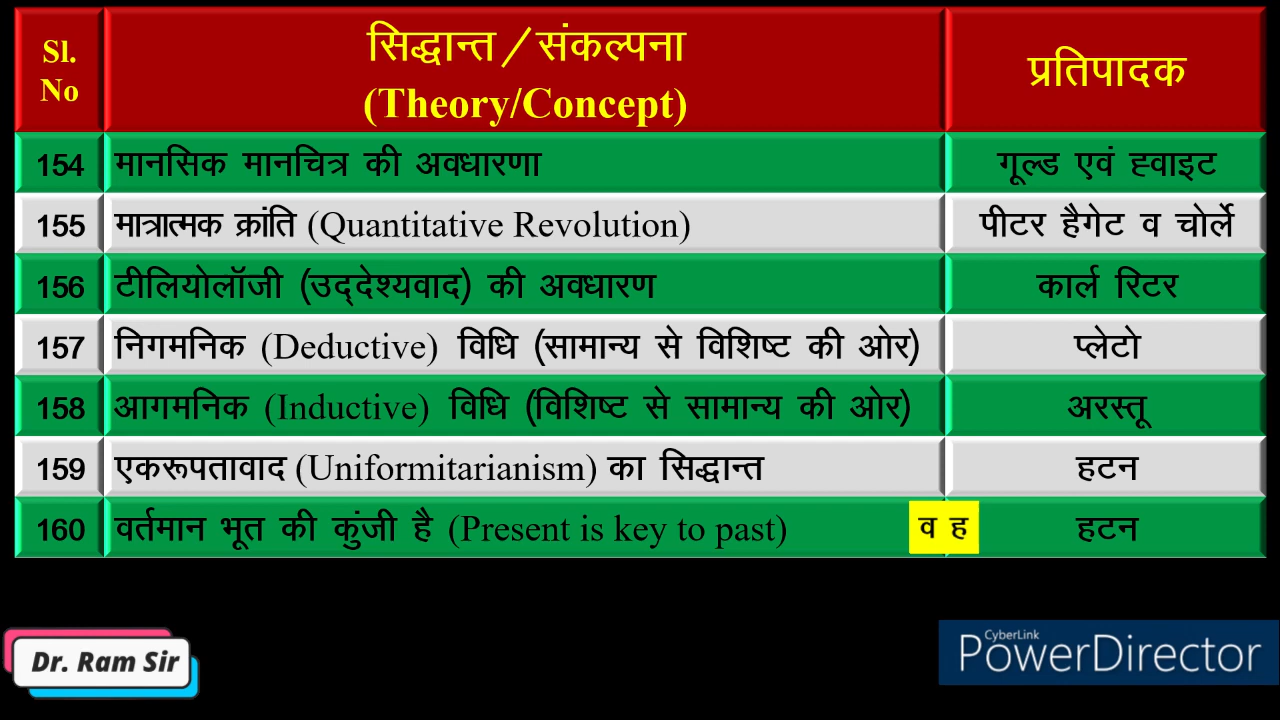 Sl. No सिद्धान्त/संकल्पना (Theory/Concept) प्रतिपादक
154 मानसिक मानचित्र की अवधारणा गूल्ड एवं ह्वाइट
155 मात्रात्मक क्रांति (Quantitative Revolution) पीटर हैगेट व चोर्ले
156 टीलियोलॉजी (उद्देश्यवाद) की अवधारण कार्ल रिटर
157 निगमनिक (Deductive) विधि (सामान्य से विशिष्ट की ओर) प्लेटो
158 आगमनिक (Inductive) विधि (विशिष्ट से सामान्य की ओर) अरस्तू
159 एकरूपतावाद (Uniformitarianism) का सिद्धान्त हटन
160 वर्तमान भूत की कुंजी है (Present is key to past) व ह हटन
Dr. Ram Sir
CyberLink
PowerDirector